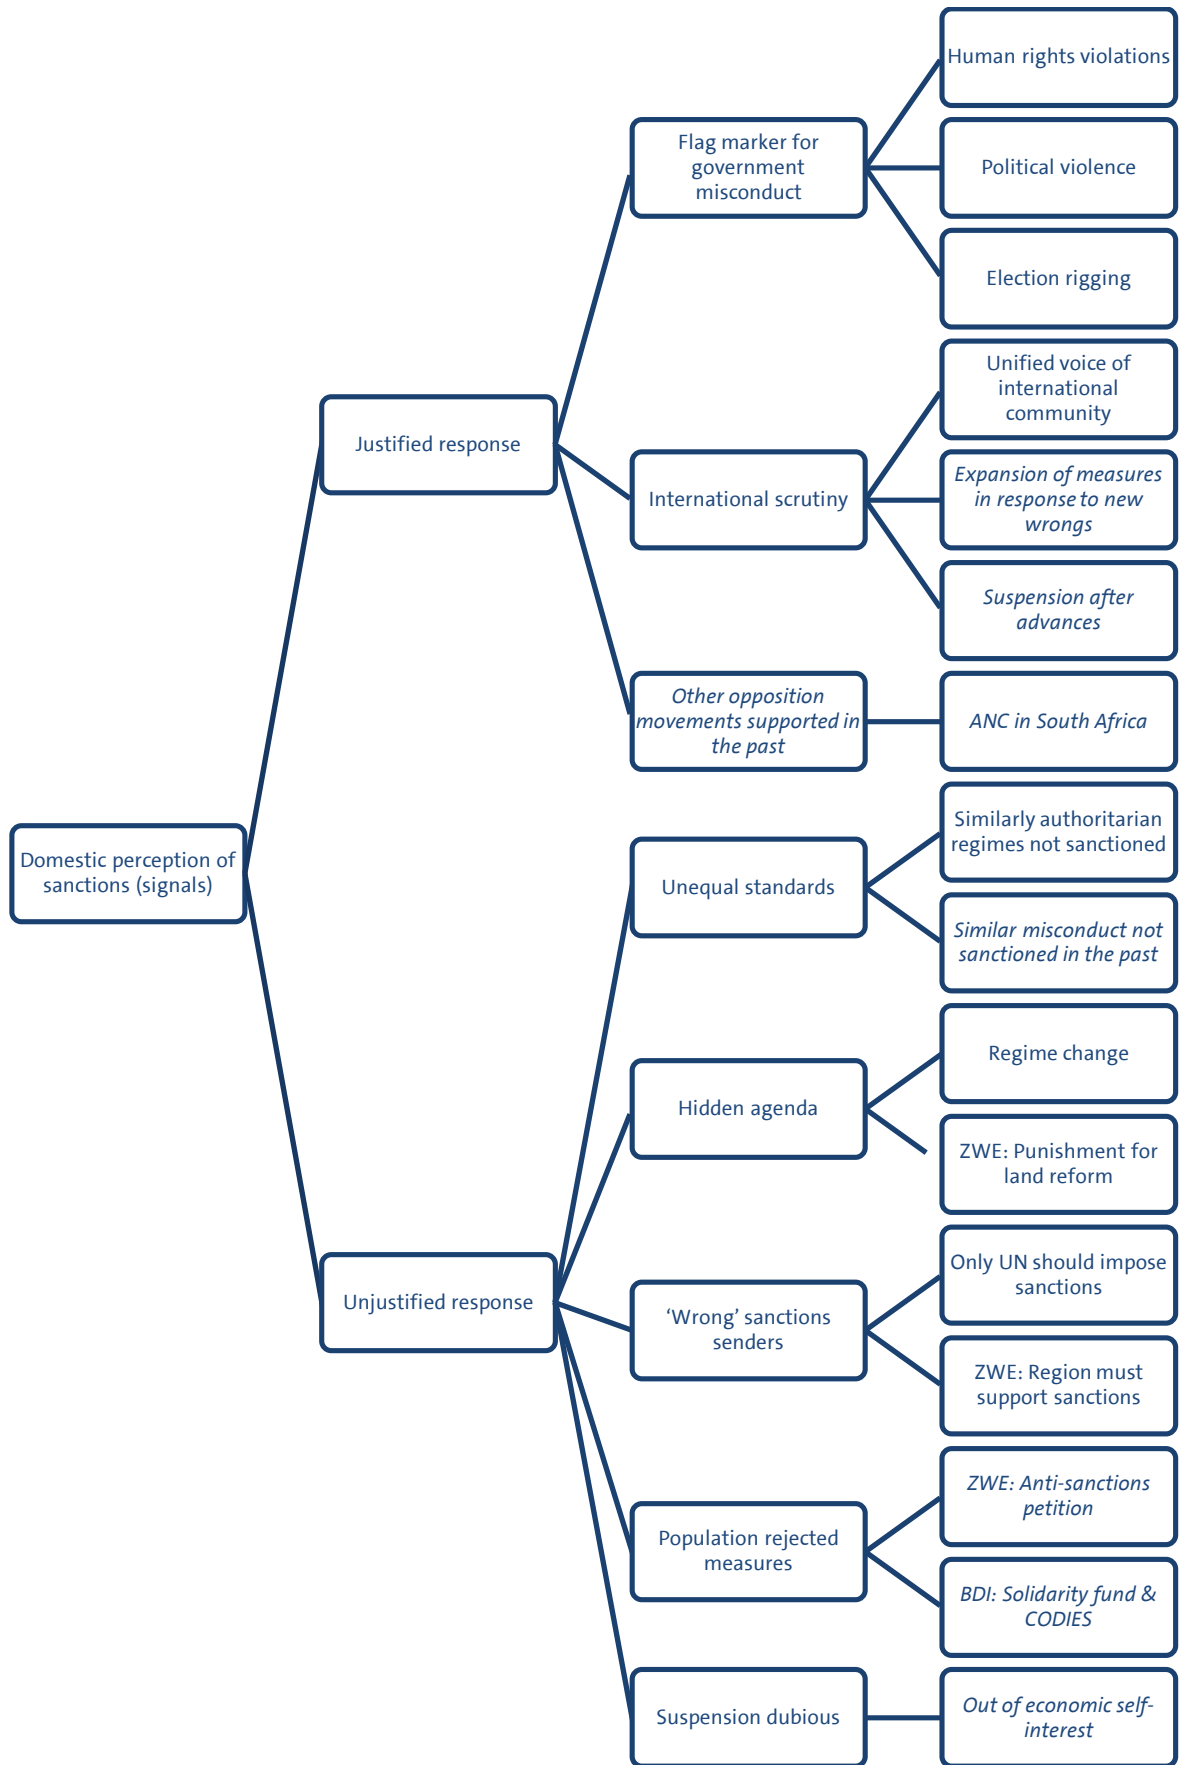 Human rights violations
Flag marker for
government
misconduct
Political violence
Election rigging
Unified voice of
international
community
Justified response
International scrutiny
Expansion of measures
in response to new
wrongs
Suspension after
advances
Other opposition
movements supported in
the past
ANC in South Africa
Domestic perception of
sanctions (signals)
Similarly authoritarian
regimes not sanctioned
Unequal standards
Similar misconduct not
sanctioned in the past
Regime change
Hidden agenda
ZWE: Punishment for
land reform
Only UN should impose
sanctions
Unjustified response
‘Wrong’ sanctions
senders
ZWE: Region must
support sanctions
ZWE: Anti-sanctions
petition
Population rejected
measures
BDI: Solidarity fund &
CODIES
Suspension dubious
Out of economic self-
interest